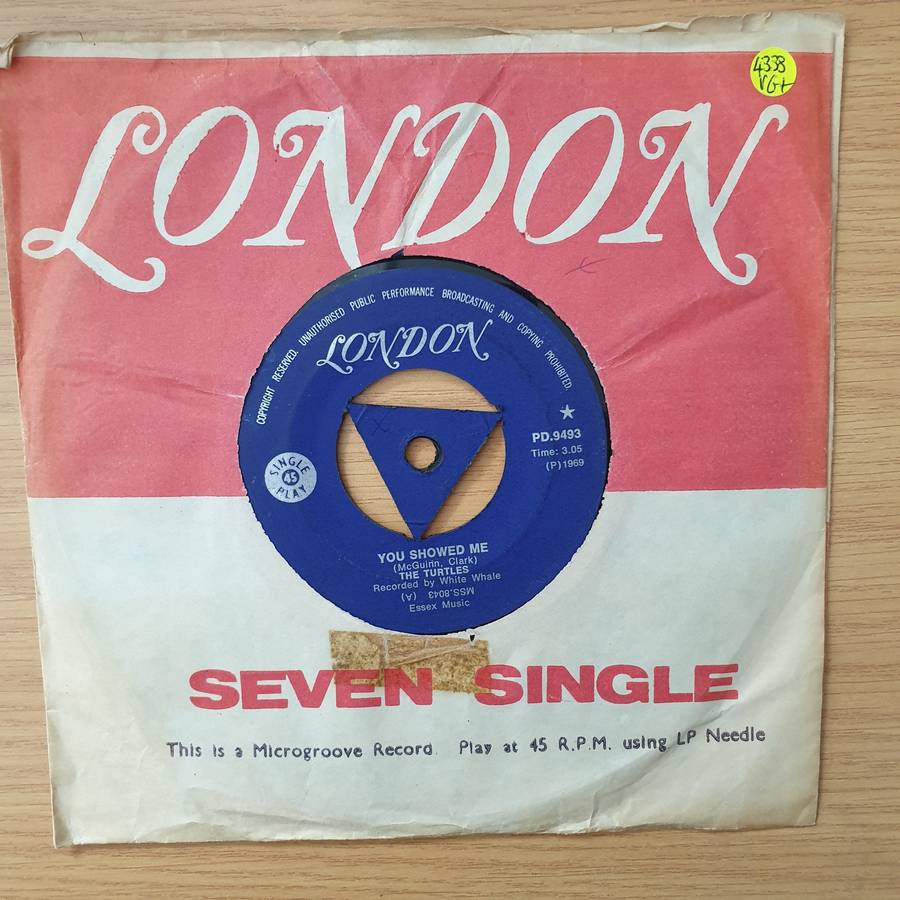 4338
VG+
LONDON
COPYRIGHT RESERVED. UNAUTHORISED PUBLIC PERFORMANCE BROADCASTING AND COPYING PROHIBITED.
LONDON
PD.9493
Time: 3.05
(P)1969
SINGLE
45
PLAY
YOU SHOWED ME
(McGuirin, Clark)
THE TURTLES
Recorded by White Whale
(A) MSS.8043
Essex Music
SEVEN SINGLE
This is a Microgroove Record. Play at 45 R.P.M. using LP Needle